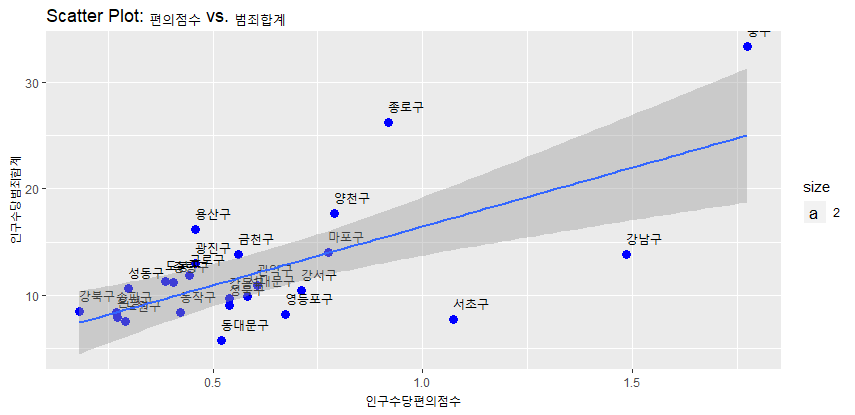 Scatter Plot: 편의점수 vs. 범죄합계
중구
30
종로구
인구수당범죄합계
size
20
양천구
a 2
용산구
마포구
광진구
금천구
강남구
성동구
강서구
강북구
동작구
영등포구
서초구
10
동대문구
0.5
1.0
1.5
인구수당편의점수